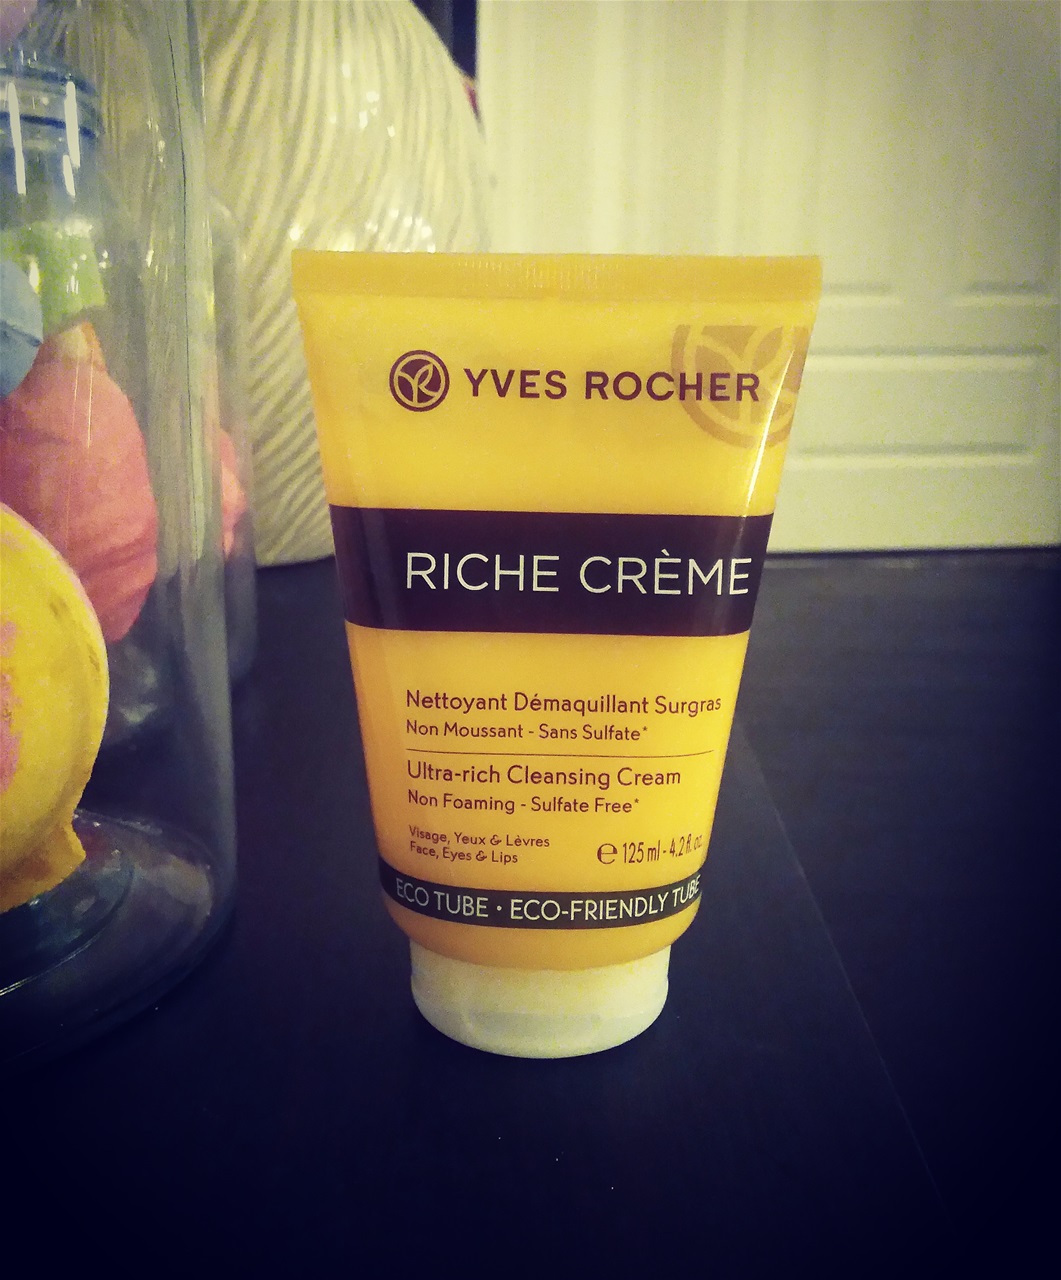 YVES ROCHER
RICHE CRÈME
Nettoyant Démaquillant Surgras
Non Moussant - Sans Sulfate*
Ultra-rich Cleansing Cream
Non Foaming - Sulfate Free*
Visage, Yeux & Lèvres
Face, Eyes & Lips
℮ 125 ml - 4.2 fl. oz.
ECO TUBE • ECO-FRIENDLY TUBE